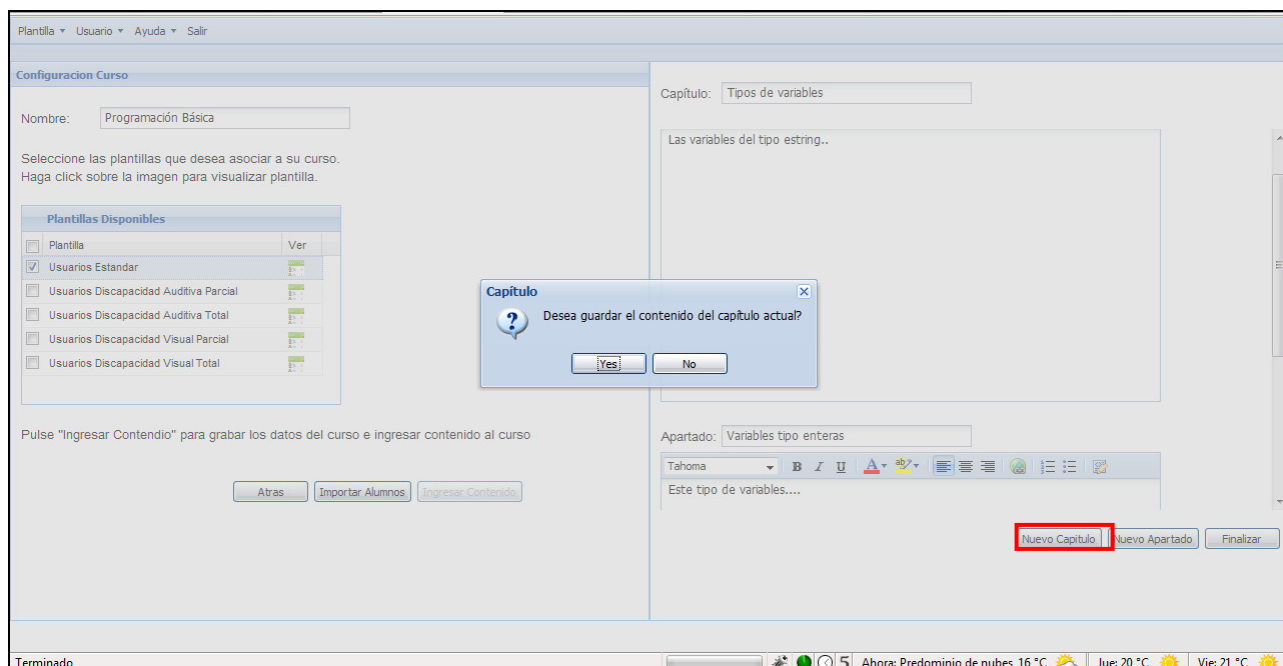 Plantilla Usuario Ayuda Salir
Configuracion Curso
Nombre: Programación Básica
Seleccione las plantillas que desea asociar a su curso.
Haga click sobre la imagen para visualizar plantilla.
Plantillas Disponibles
Plantilla Ver
Usuarios Estandar
Usuarios Discapacidad Auditiva Parcial
Usuarios Discapacidad Auditiva Total
Usuarios Discapacidad Visual Parcial
Usuarios Discapacidad Visual Total
Pulse "Ingresar Contendio" para grabar los datos del curso e ingresar contenido al curso
Atras Importar Alumnos Ingresar Contenido
Capítulo: Tipos de variables
Las variables del tipo estring..
Capítulo
Desea guardar el contenido del capítulo actual?
Yes No
Apartado: Variables tipo enteras
Tahoma B I U A ab
Este tipo de variables....
Nuevo Capitulo Nuevo Apartado Finalizar
Terminado 5 Ahora: Predominio de nubes, 16 °C Jue: 20 °C Vie: 21 °C